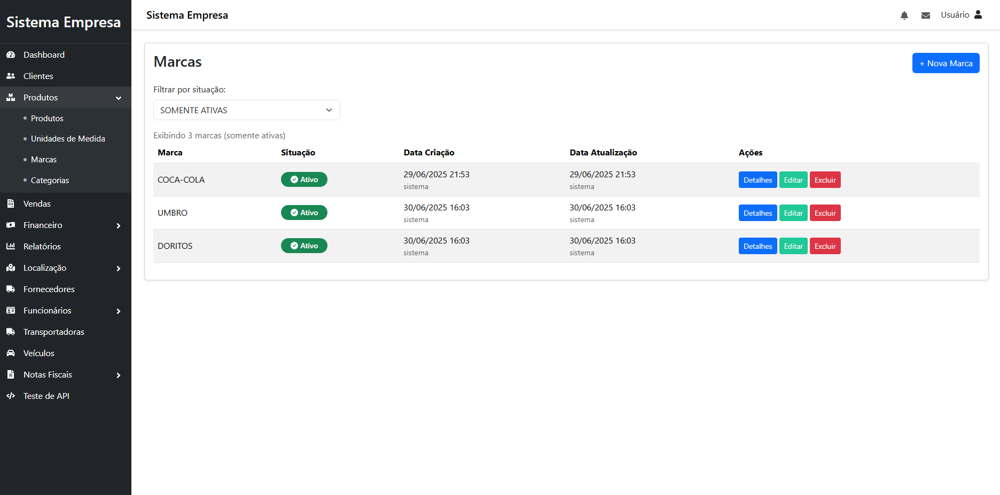 Sistema Empresa
Dashboard
Clientes
Produtos
Produtos
Unidades de Medida
Marcas
Categorias
Vendas
Financeiro
Relatórios
Localização
Fornecedores
Funcionários
Transportadoras
Veículos
Notas Fiscais
Teste de API
Sistema Empresa
Usuário
Marcas
+ Nova Marca
Filtrar por situação:
SOMENTE ATIVAS
Exibindo 3 marcas (somente ativas)
Marca Situação Data Criação Data Atualização Ações
COCA-COLA Ativo 29/06/2025 21:53 29/06/2025 21:53 Detalhes Editar Excluir
sistema sistema
UMBRO Ativo 30/06/2025 16:03 30/06/2025 16:03 Detalhes Editar Excluir
sistema sistema
DORITOS Ativo 30/06/2025 16:03 30/06/2025 16:03 Detalhes Editar Excluir
sistema sistema